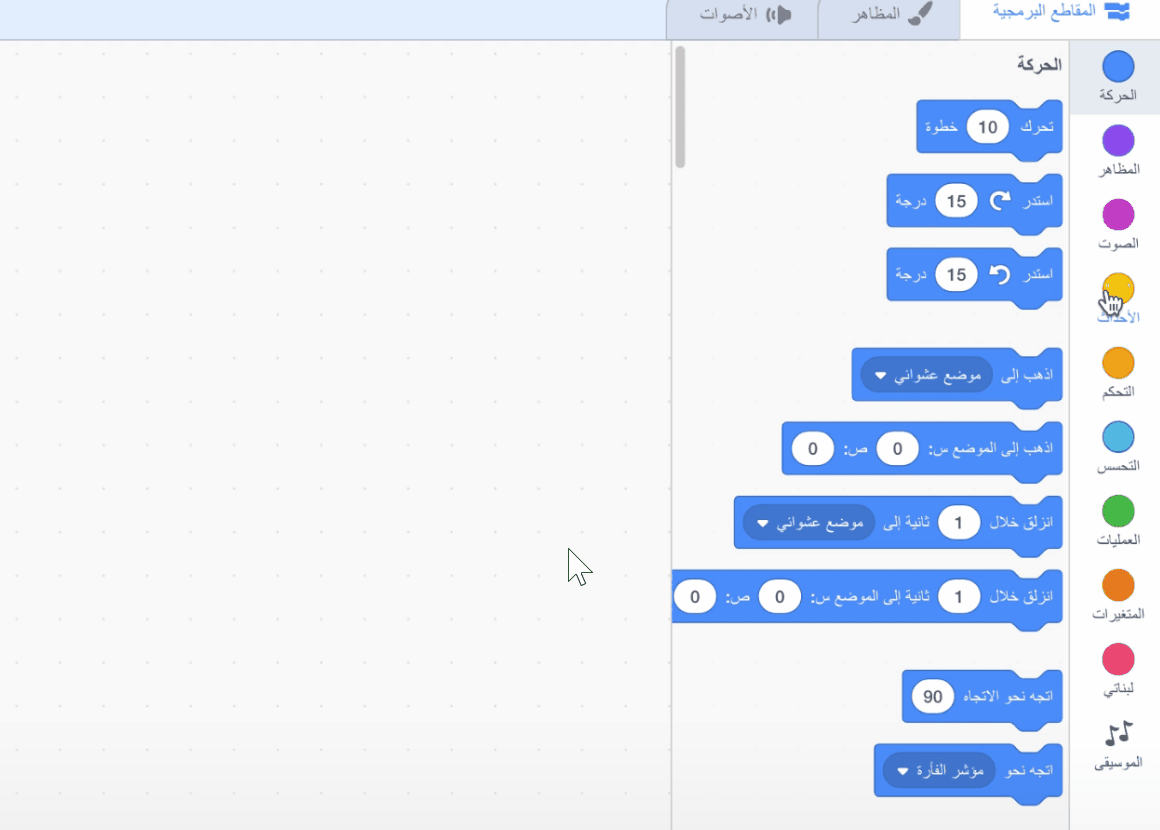 المقاطع البرمجية
المظاهر
الأصوات
الحركة
المظاهر
الصوت
الأحداث
التحكم
التحسس
العمليات
المتغيرات
لبناتي
الموسيقى
الحركة
تحرك 10 خطوة
استدر 15 درجة
استدر 15 درجة
اذهب إلى موضع عشوائي
اذهب إلى الموضع س: 0 ص: 0
انزلق خلال 1 ثانية إلى موضع عشوائي
انزلق خلال 1 ثانية إلى الموضع س: 0 ص: 0
اتجه نحو الاتجاه 90
اتجه نحو مؤشر الفأرة